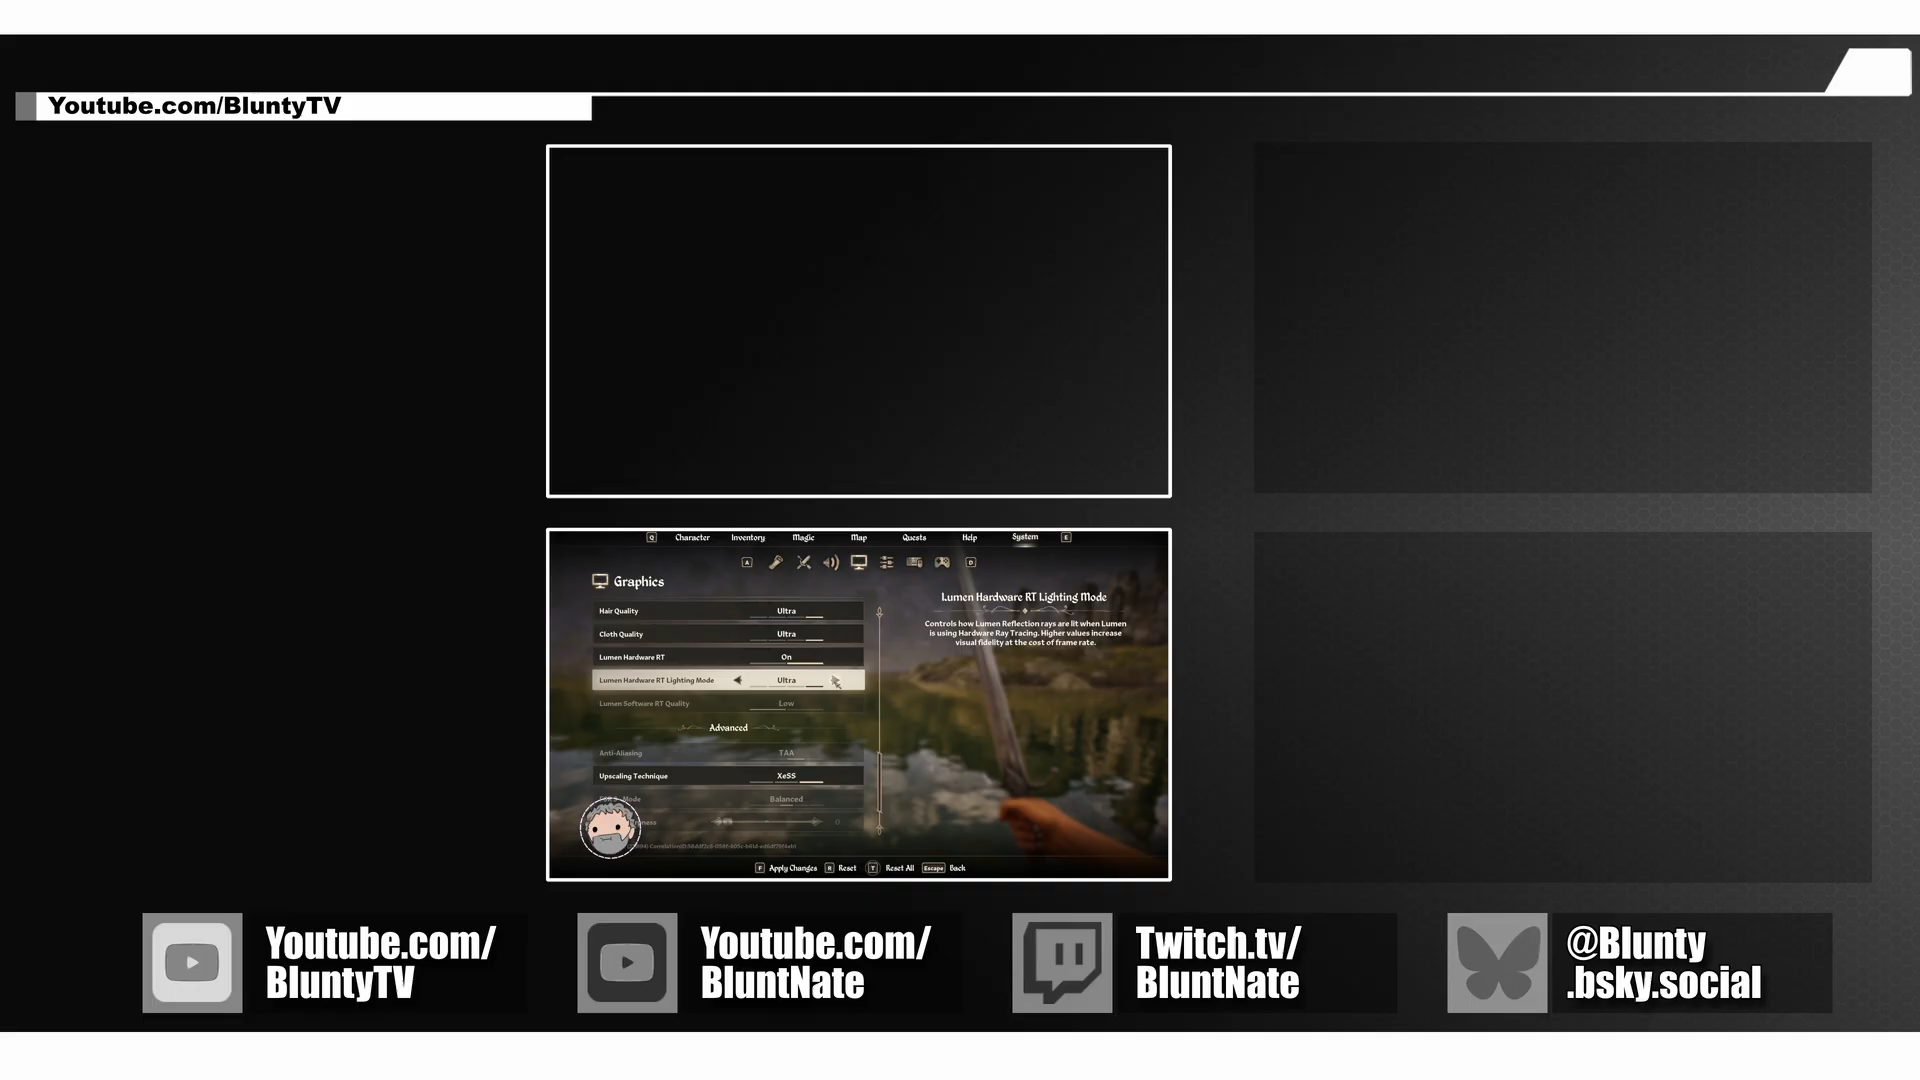 Youtube.com/BluntyTV
Q Character Inventory Magic Map Quests Help System E
A D
Graphics
Hair Quality Ultra
Cloth Quality Ultra
Lumen Hardware RT On
Lumen Hardware RT Lighting Mode Ultra
Lumen Software RT Quality Low
Advanced
Anti-Aliasing TAA
Upscaling Technique XeSS
Mode Balanced
0
Lumen Hardware RT Lighting Mode
Controls how Lumen Reflection rays are lit when Lumen
is using Hardware Ray Tracing. Higher values increase
visual fidelity at the cost of frame rate.
F Apply Changes R Reset T Reset All Escape Back
Youtube.com/
BluntyTV
Youtube.com/
BluntNate
Twitch.tv/
BluntNate
@Blunty
.bsky.social